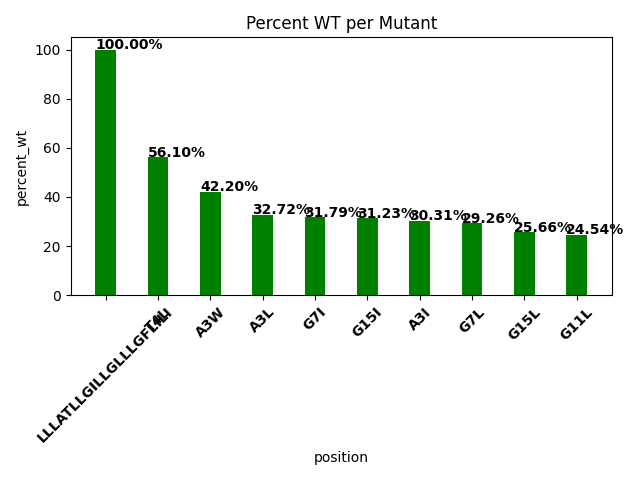 Percent WT per Mutant
percent_wt
100
80
60
40
20
0
100.00%
56.10%
42.20%
32.72%
31.79%
31.23%
30.31%
29.26%
25.66%
24.54%
T4L
A3W
A3L
G7I
G15I
A3I
G7L
G15L
G11L
position